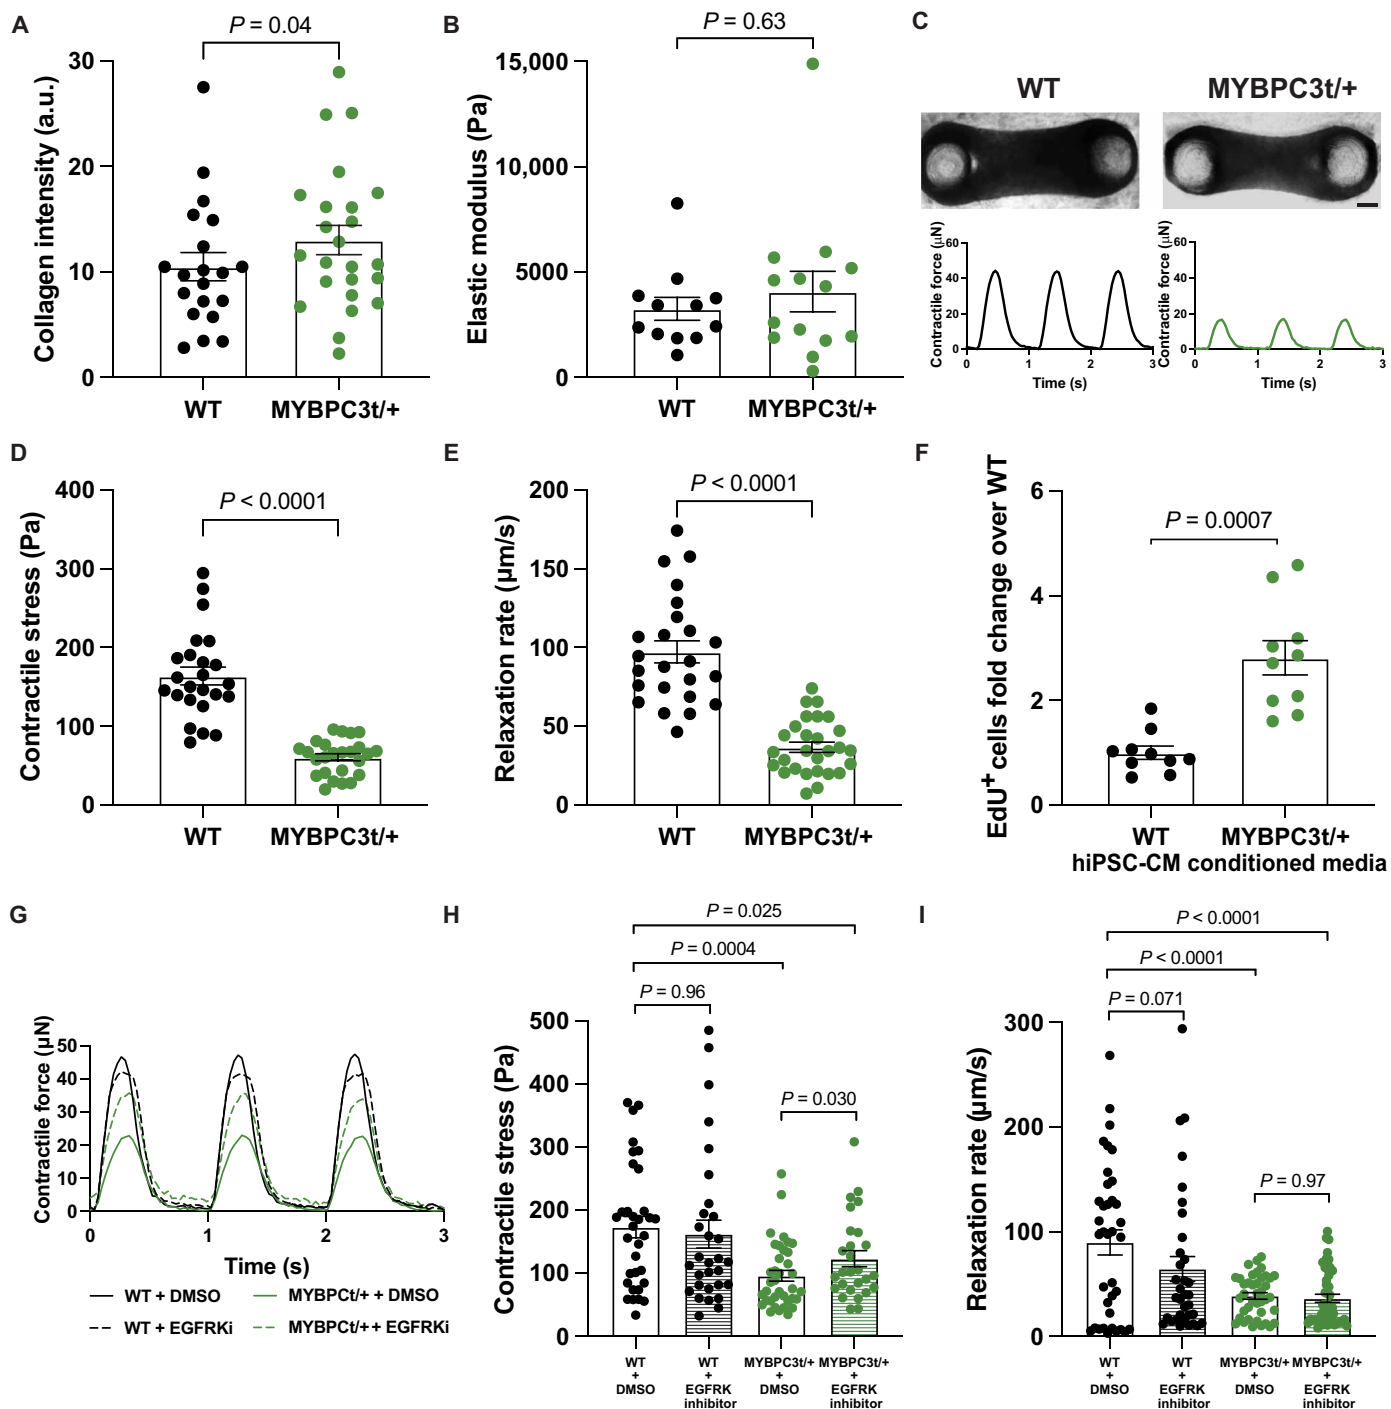 A
P = 0.04
Collagen intensity (a.u.)
30
20
10
0
WT
MYBPC3t/+
B
P = 0.63
Elastic modulus (Pa)
15,000
10,000
5000
0
WT
MYBPC3t/+
C
WT
MYBPC3t/+
Contractile force (µN)
60
40
20
0
0
1
2
3
Time (s)
Contractile force (µN)
60
40
20
0
0
1
2
3
Time (s)
D
P < 0.0001
Contractile stress (Pa)
400
300
200
100
0
WT
MYBPC3t/+
E
P < 0.0001
Relaxation rate (µm/s)
200
150
100
50
0
WT
MYBPC3t/+
F
P = 0.0007
EdU+ cells fold change over WT
6
4
2
0
WT
MYBPC3t/+
hiPSC-CM conditioned media
G
Contractile force (µN)
50
40
30
20
10
0
0
1
2
3
Time (s)
WT + DMSO
MYBPCt/+ + DMSO
WT + EGFRKi
MYBPCt/+ + EGFRKi
H
P = 0.025
P = 0.0004
P = 0.96
P = 0.030
Contractile stress (Pa)
500
400
300
200
100
0
WT
+
DMSO
WT
+
EGFRK
inhibitor
MYBPC3t/+
+
DMSO
MYBPC3t/+
+
EGFRK
inhibitor
I
P < 0.0001
P < 0.0001
P = 0.071
P = 0.97
Relaxation rate (µm/s)
300
200
100
0
WT
+
DMSO
WT
+
EGFRK
inhibitor
MYBPC3t/+
+
DMSO
MYBPC3t/+
+
EGFRK
inhibitor